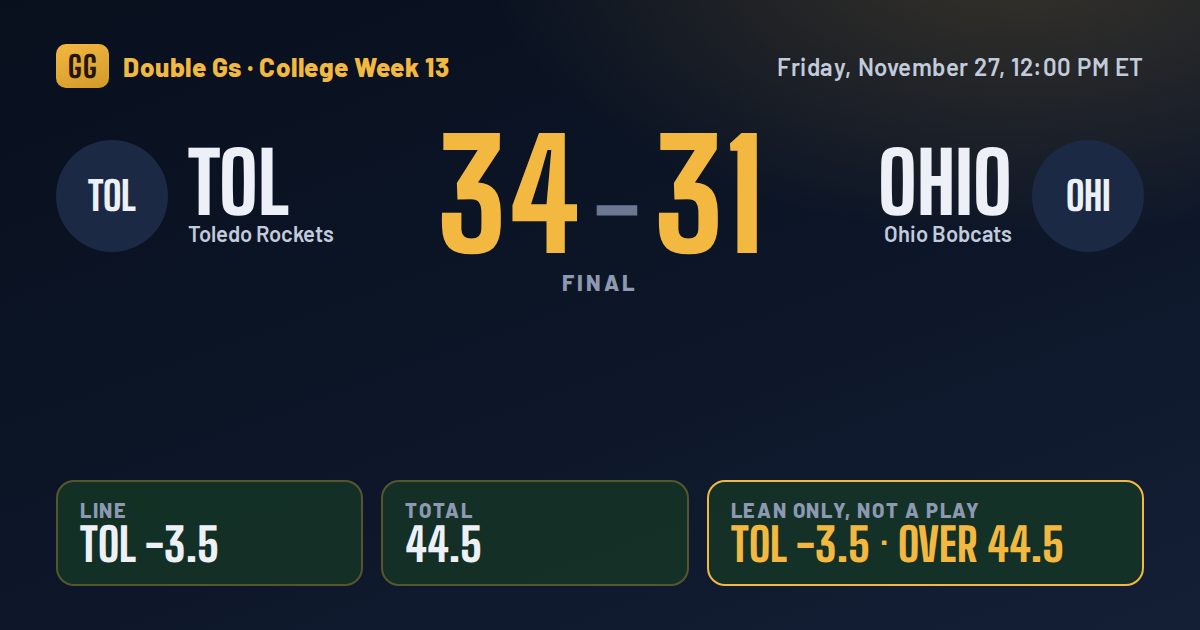 GG Double Gs · College Week 13
Friday, November 27, 12:00 PM ET
TOL
TOL
Toledo Rockets
34 – 31
FINAL
OHIO
Ohio Bobcats
OHI
LINE
TOL −3.5
TOTAL
44.5
LEAN ONLY, NOT A PLAY
TOL −3.5 · OVER 44.5